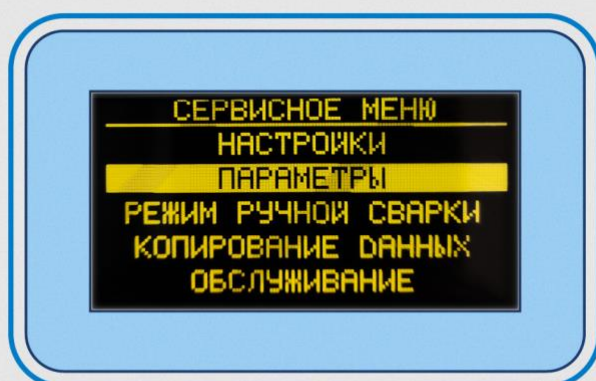 СЕРВИСНОЕ МЕНЮ
НАСТРОЙКИ
ПАРАМЕТРЫ
РЕЖИМ РУЧНОЙ СВАРКИ
КОПИРОВАНИЕ ДАННЫХ
ОБСЛУЖИВАНИЕ